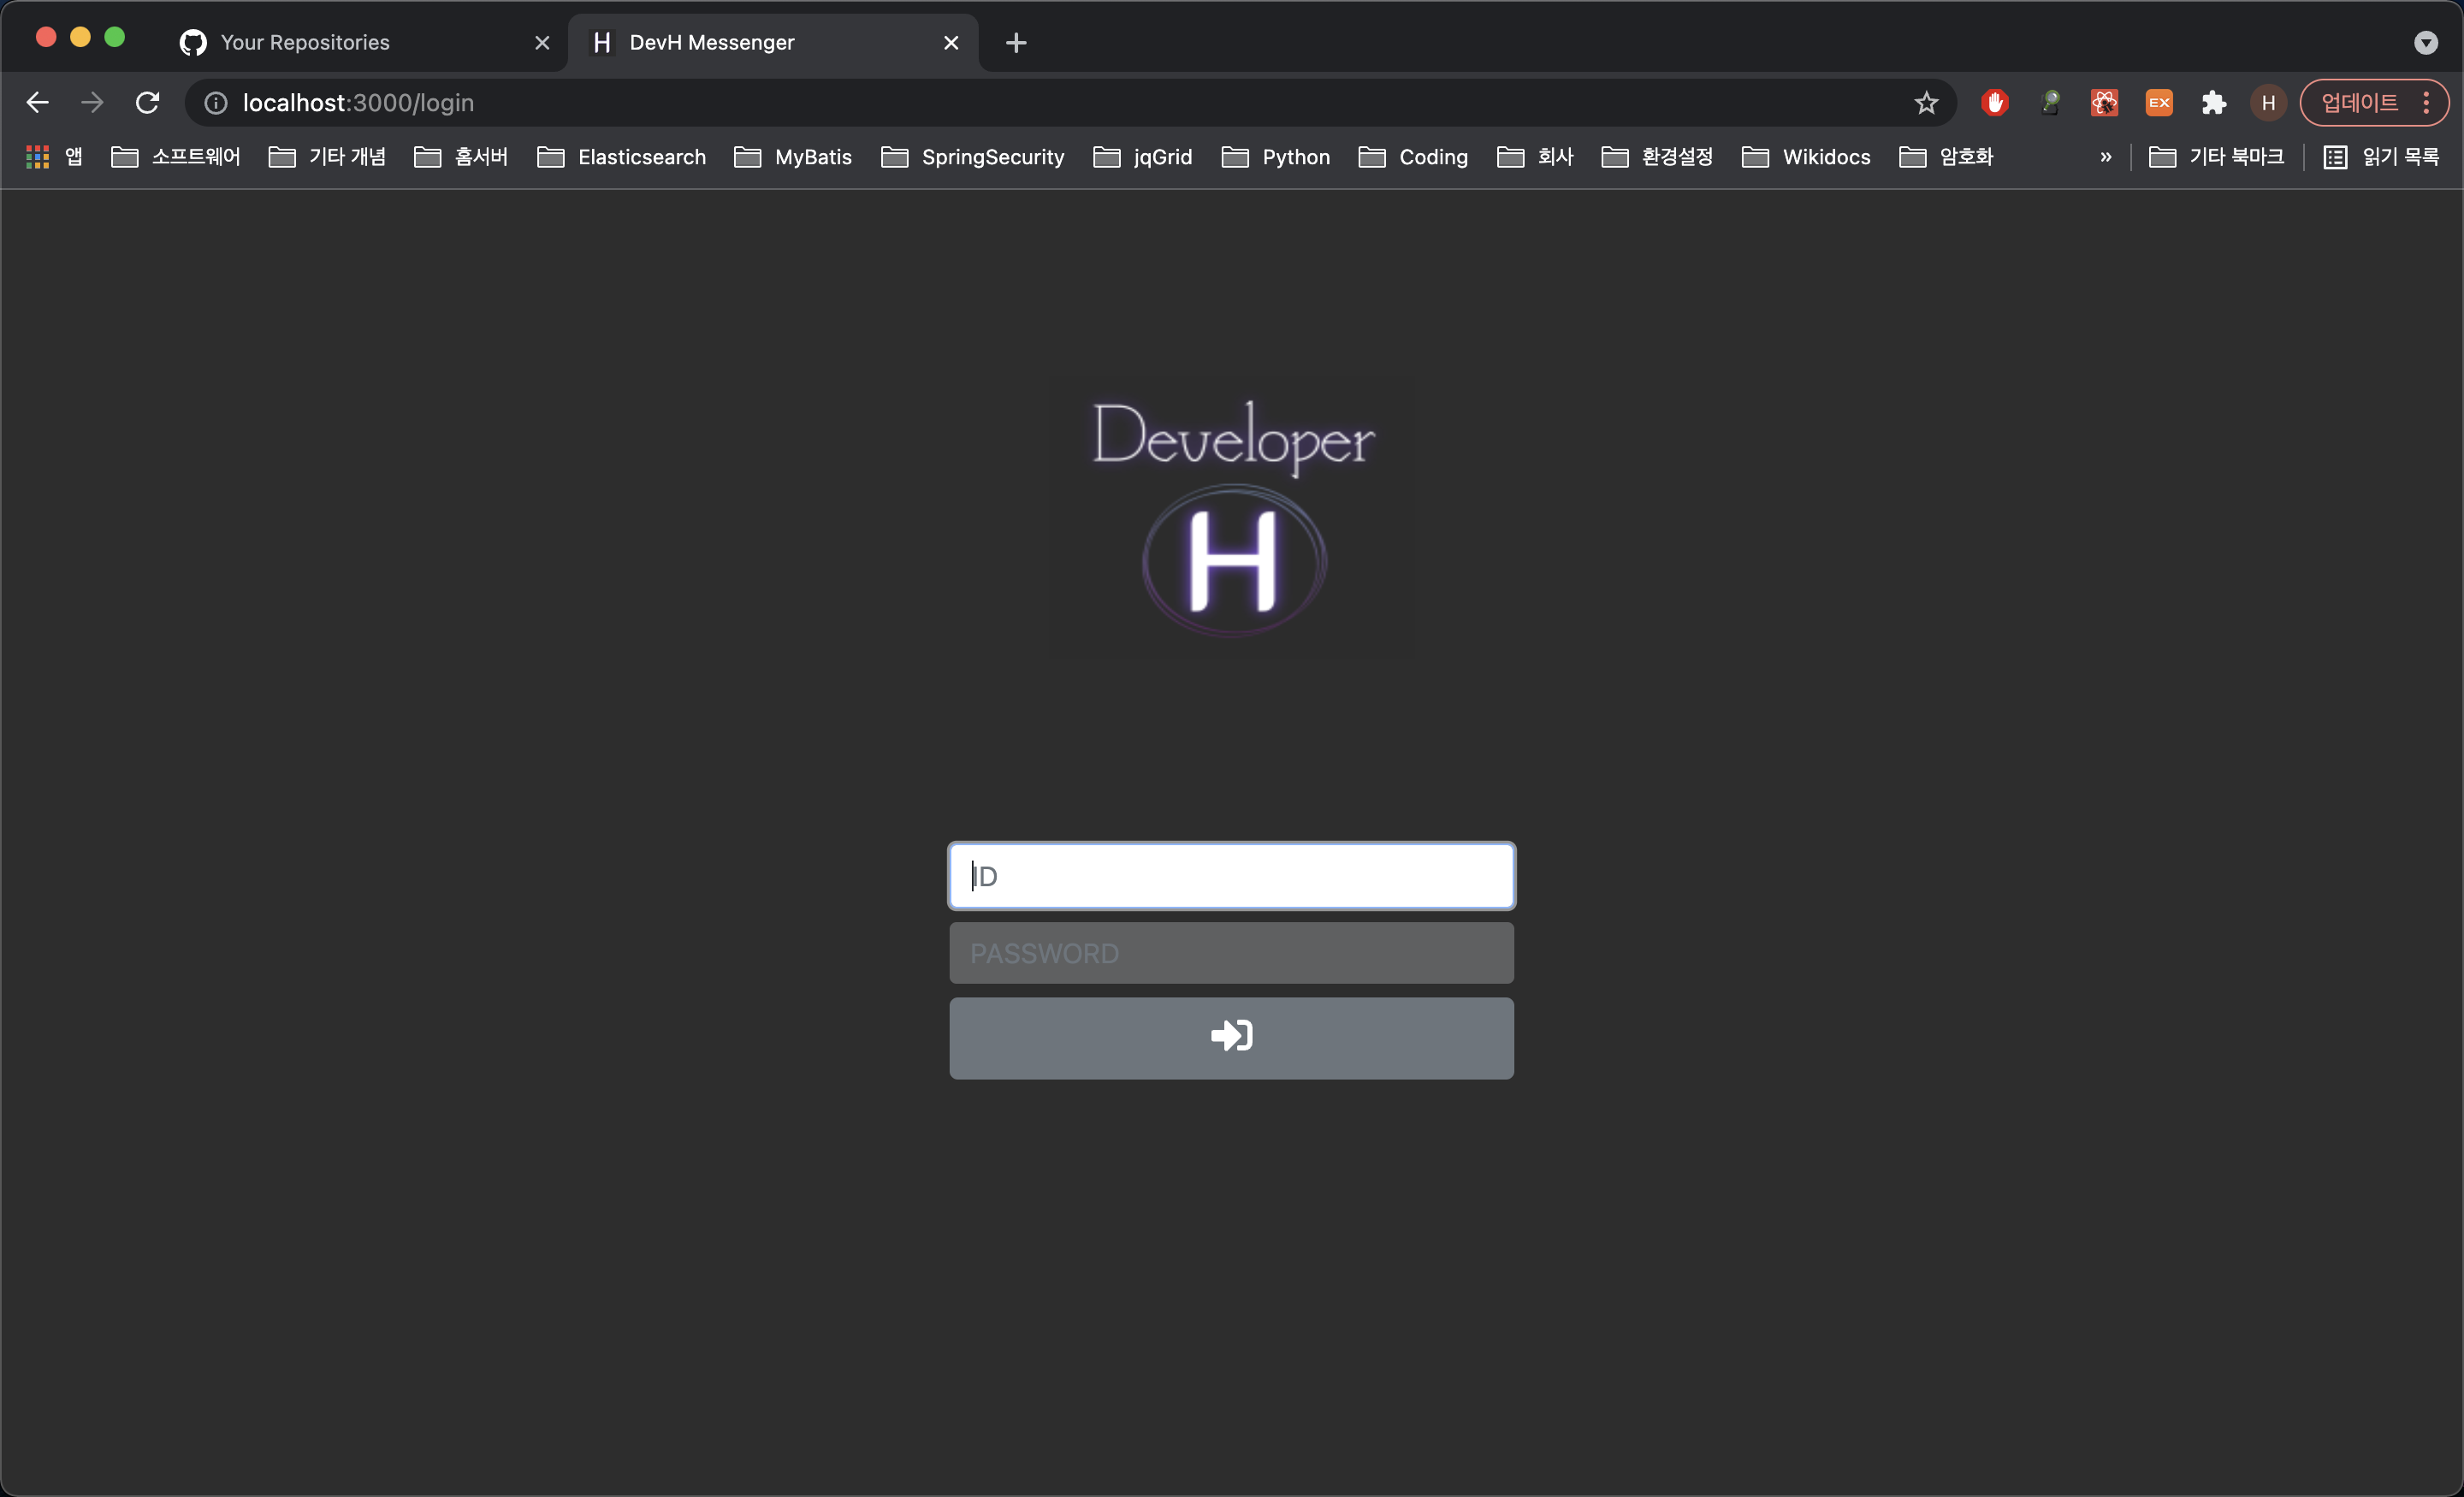 Your Repositories
H DevH Messenger
localhost:3000/login
EX
H
업데이트
앱 소프트웨어 기타 개념 홈서버 Elasticsearch MyBatis SpringSecurity jqGrid Python Coding 회사 환경설정 Wikidocs 암호화 » 기타 북마크 읽기 목록
Developer
H
ID
PASSWORD